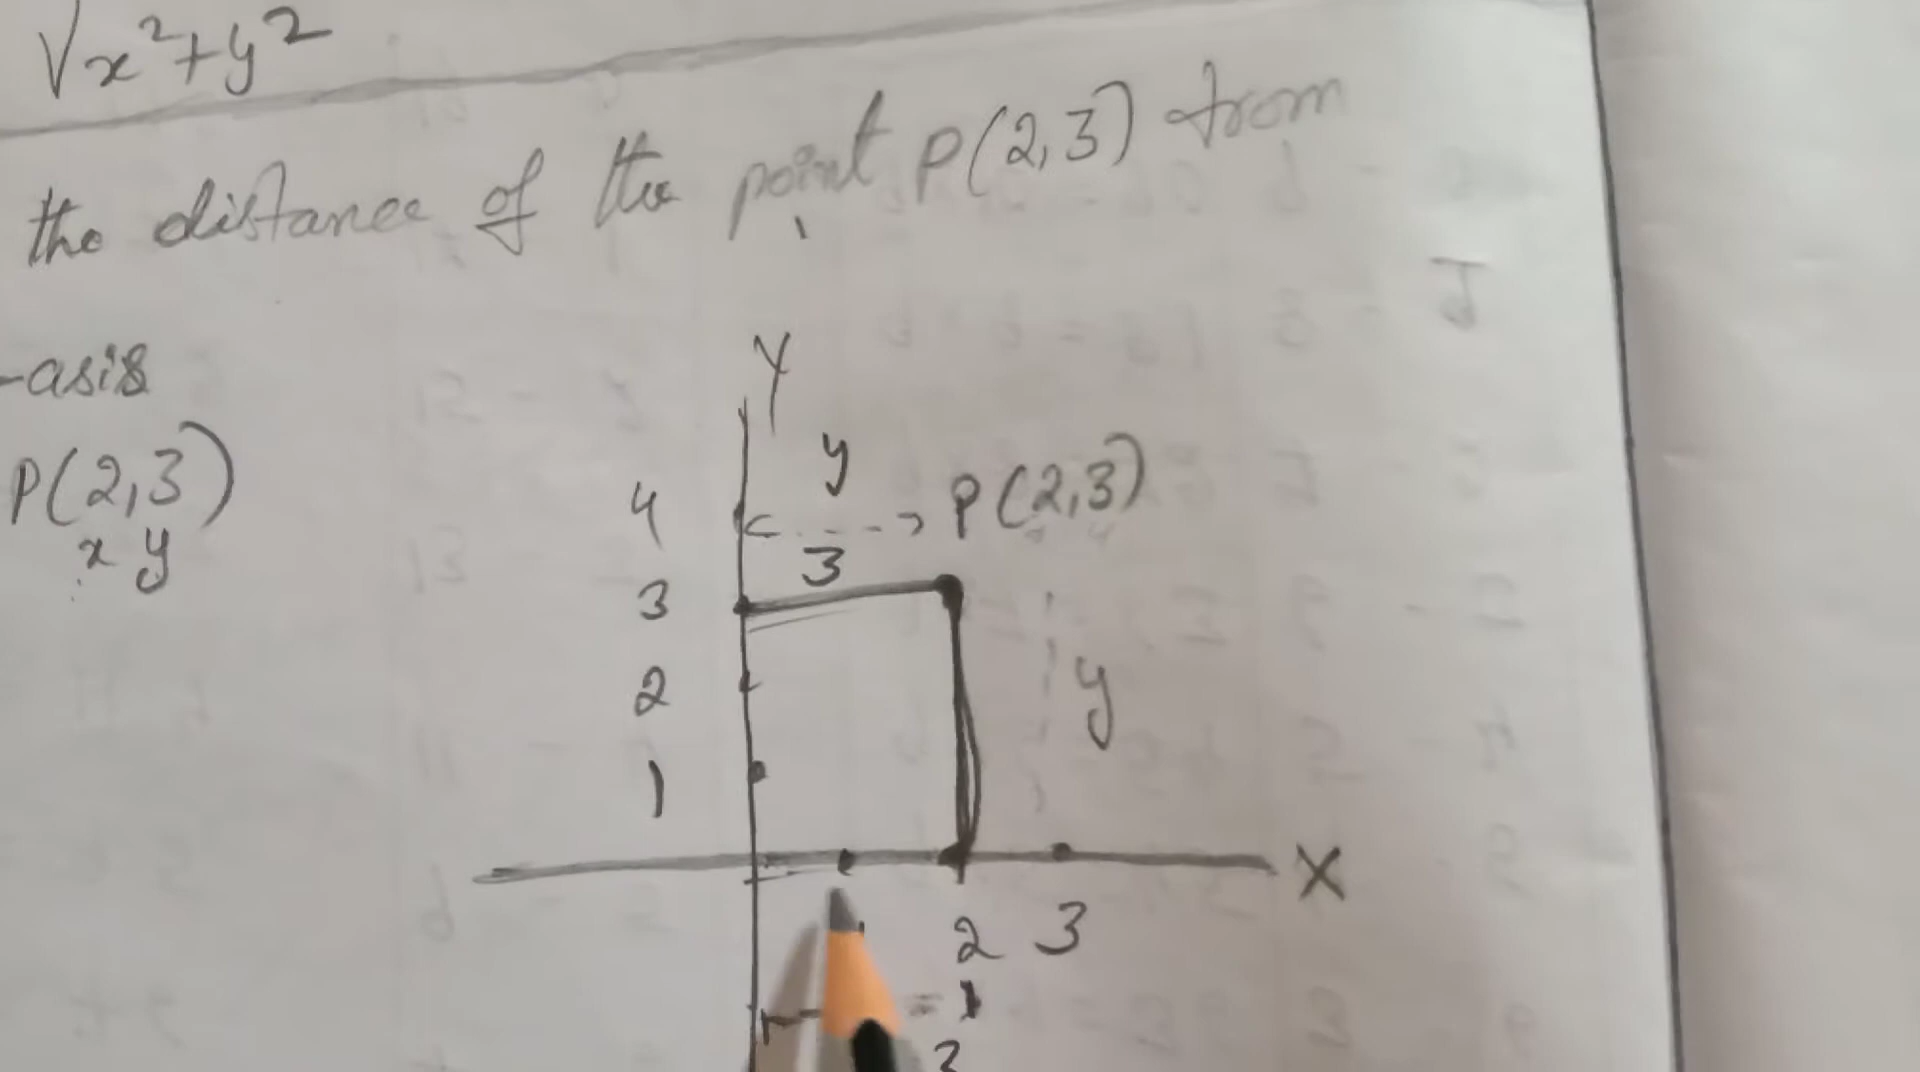 √x²+y²
the distance of the point P(2,3) from
-asis
P(2,3)
x y
Y
y
4
P(2,3)
3
3
2
y
1
X
2 3
=
2